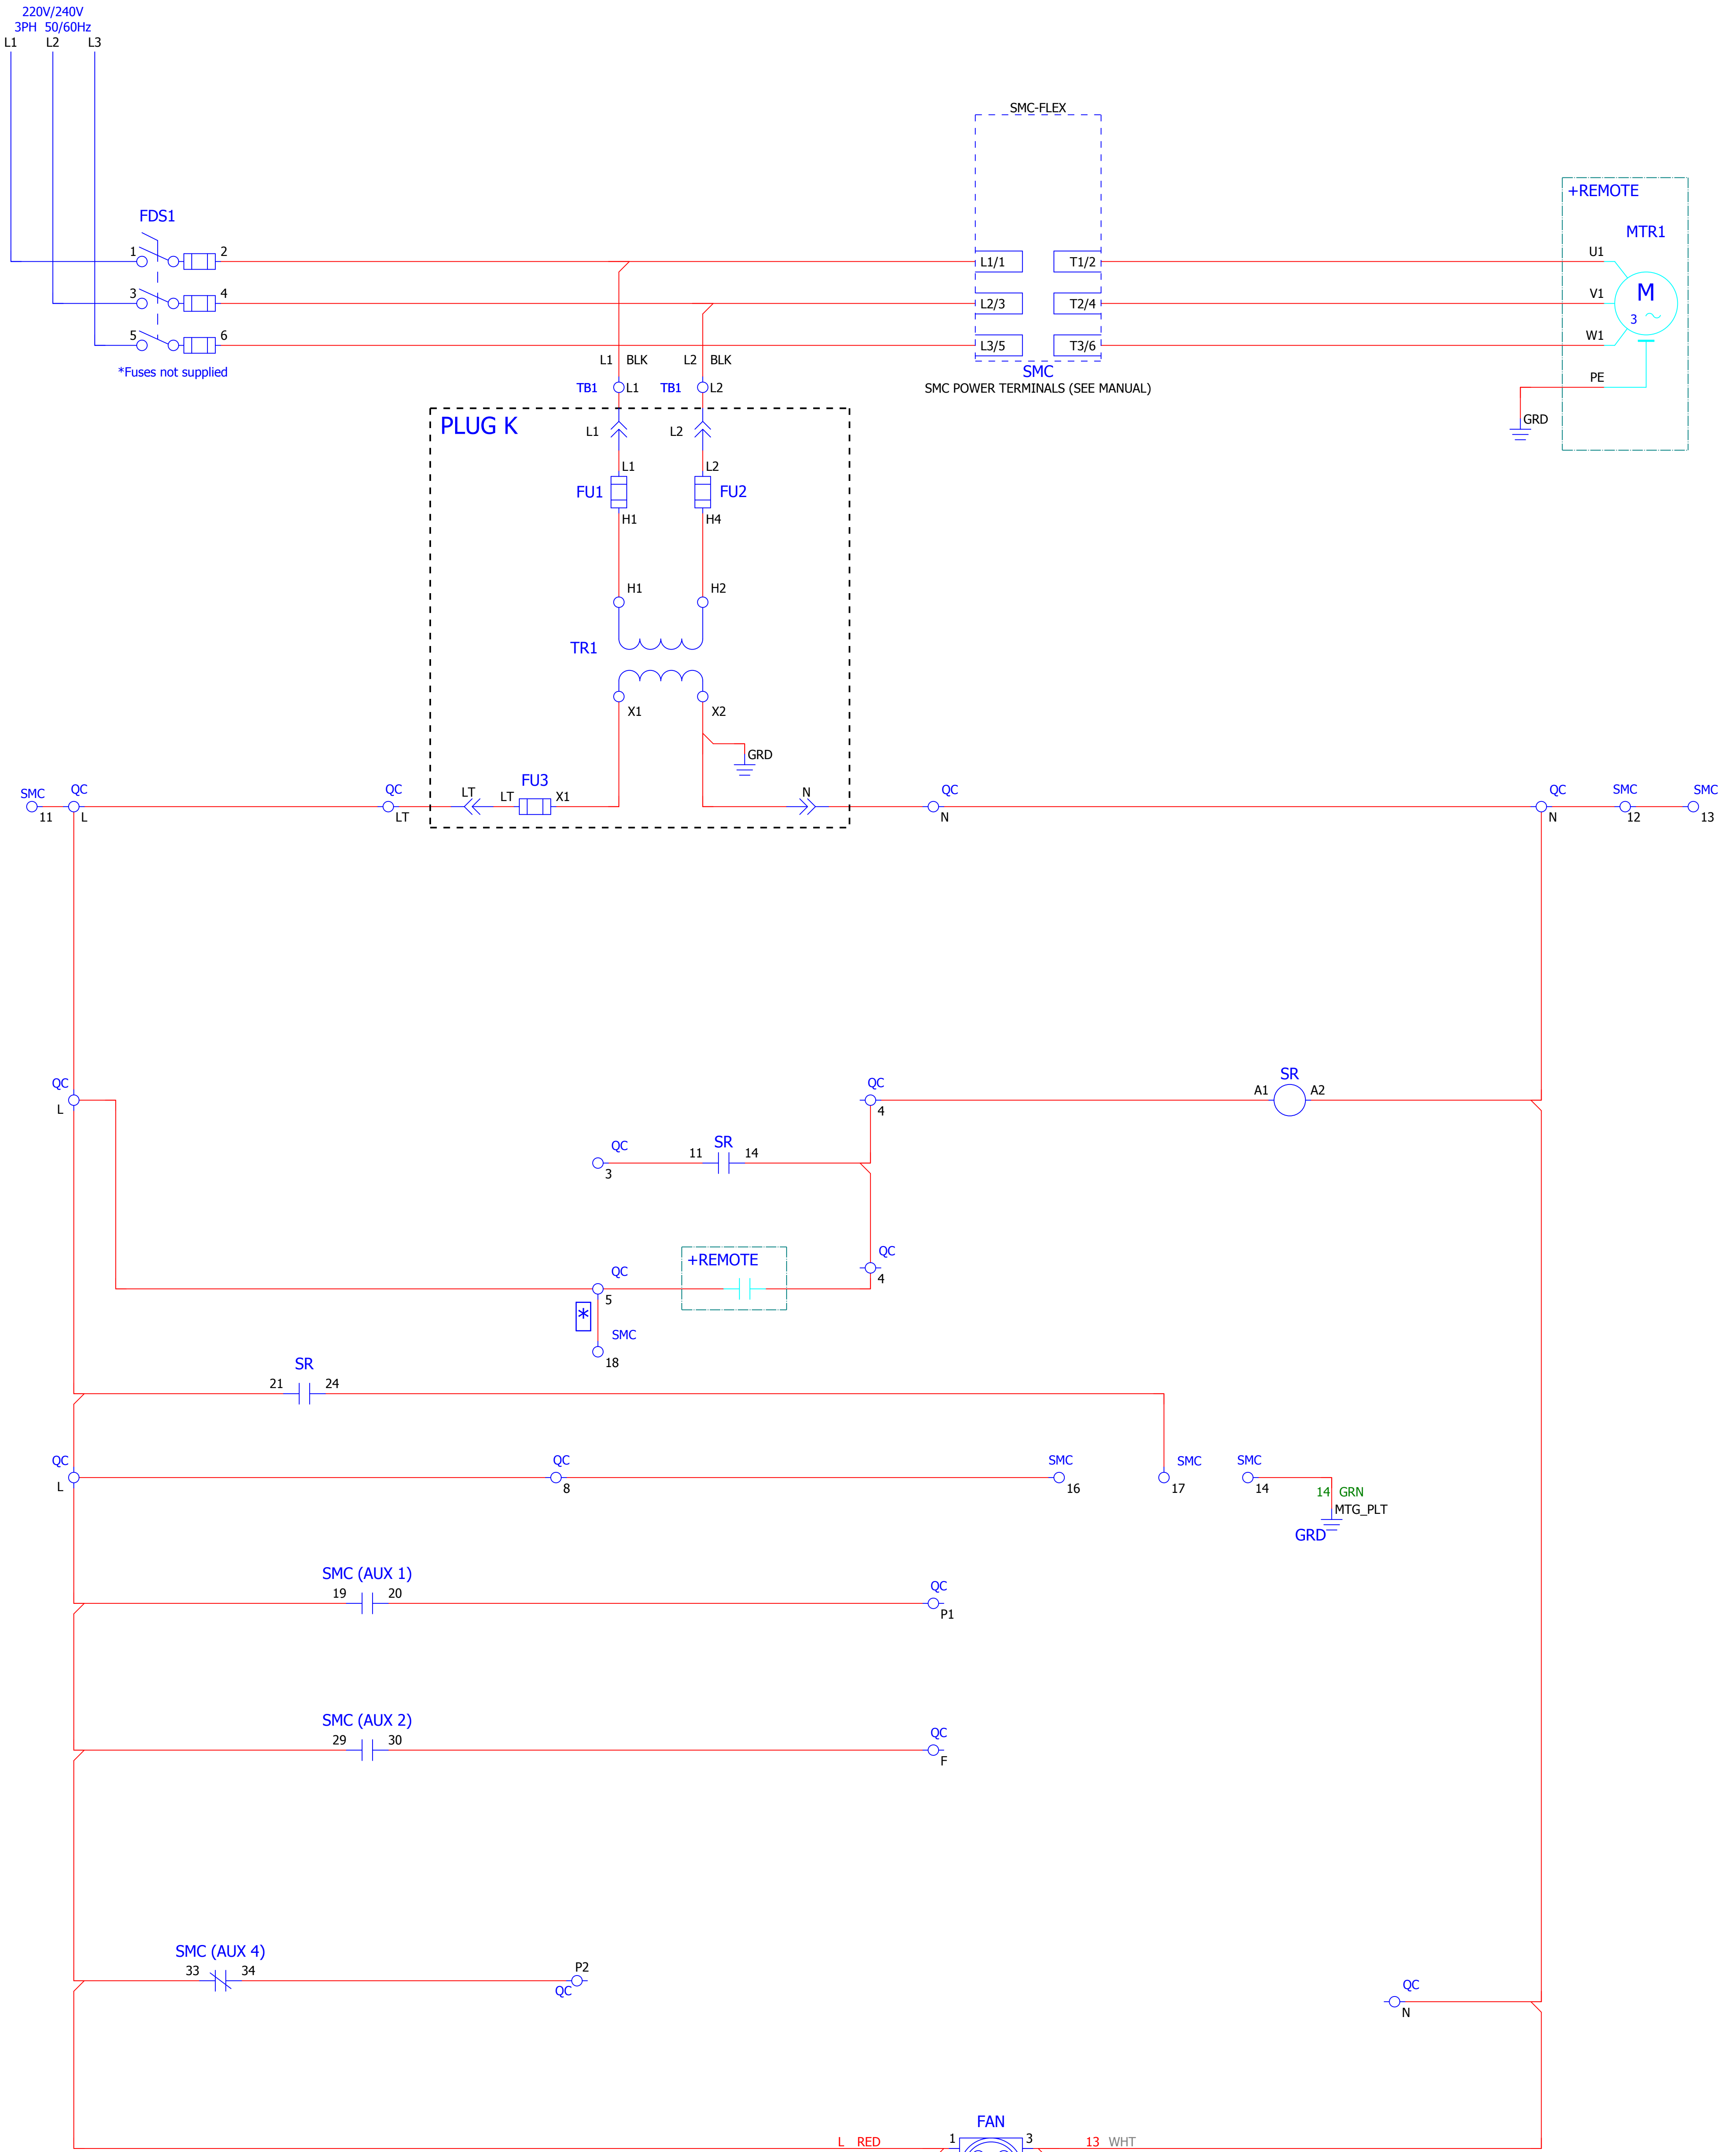 220V/240V
3PH 50/60Hz
L1 L2 L3
SMC-FLEX
+REMOTE
FDS1
MTR1
1 2
L1/1 T1/2
U1
3 4
L2/3 T2/4
V1
M
3
5 6
L3/5 T3/6
W1
*Fuses not supplied
L1 BLK L2 BLK
SMC
SMC POWER TERMINALS (SEE MANUAL)
PE
TB1 L1 TB1 L2
GRD
PLUG K
L1 L2
L1 L2
FU1 FU2
H1 H4
H1 H2
TR1
X1 X2
GRD
SMC QC QC FU3 QC QC SMC SMC
LT LT X1 N
11 L LT N N 12 13
QC QC SR
A1 A2
L 4
QC SR
11 14
3
QC +REMOTE QC
4
5
*
SMC
18
SR
21 24
QC QC SMC SMC SMC
L 8 16 17 14
14 GRN
MTG_PLT
GRD
SMC (AUX 1)
19 20
QC
P1
SMC (AUX 2)
29 30
QC
F
SMC (AUX 4)
33 34
P2
QC
QC
N
FAN
L RED 1 3 13 WHT